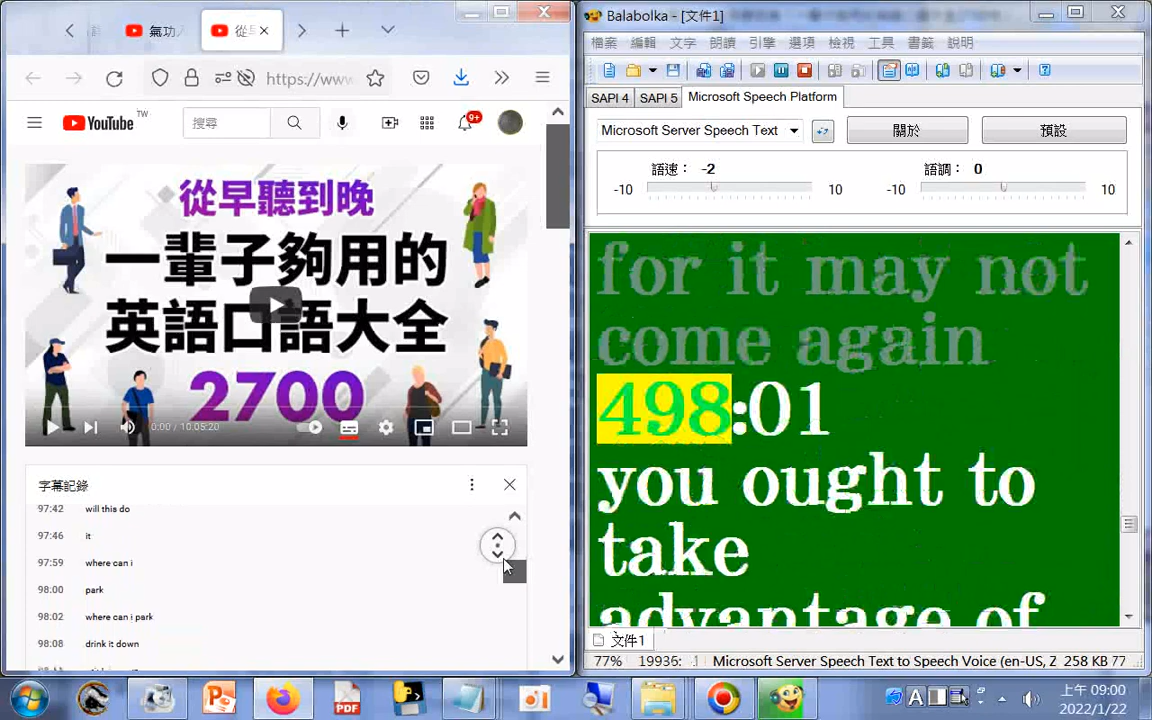 氣功
從
https://www
YouTube TW
搜尋
9+
從早聽到晚
一輩子夠用的
英語口語大全
2700
0:00 / 10:05:20
字幕記錄
97:42 will this do
97:46 it
97:59 where can i
98:00 park
98:02 where can i park
98:08 drink it down
Balabolka - [文件1]
檔案 編輯 文字 朗讀 引擎 選項 檢視 工具 書籤 說明
SAPI 4 SAPI 5 Microsoft Speech Platform
Microsoft Server Speech Text 關於 預設
語速： -2 語調： 0
-10 10 -10 10
for it may not
come again
498:01
you ought to
take
advantage of
文件1
77% 19935: Microsoft Server Speech Text to Speech Voice (en-US, Z 258 KB 77
PDF
A
上午 09:00
2022/1/22